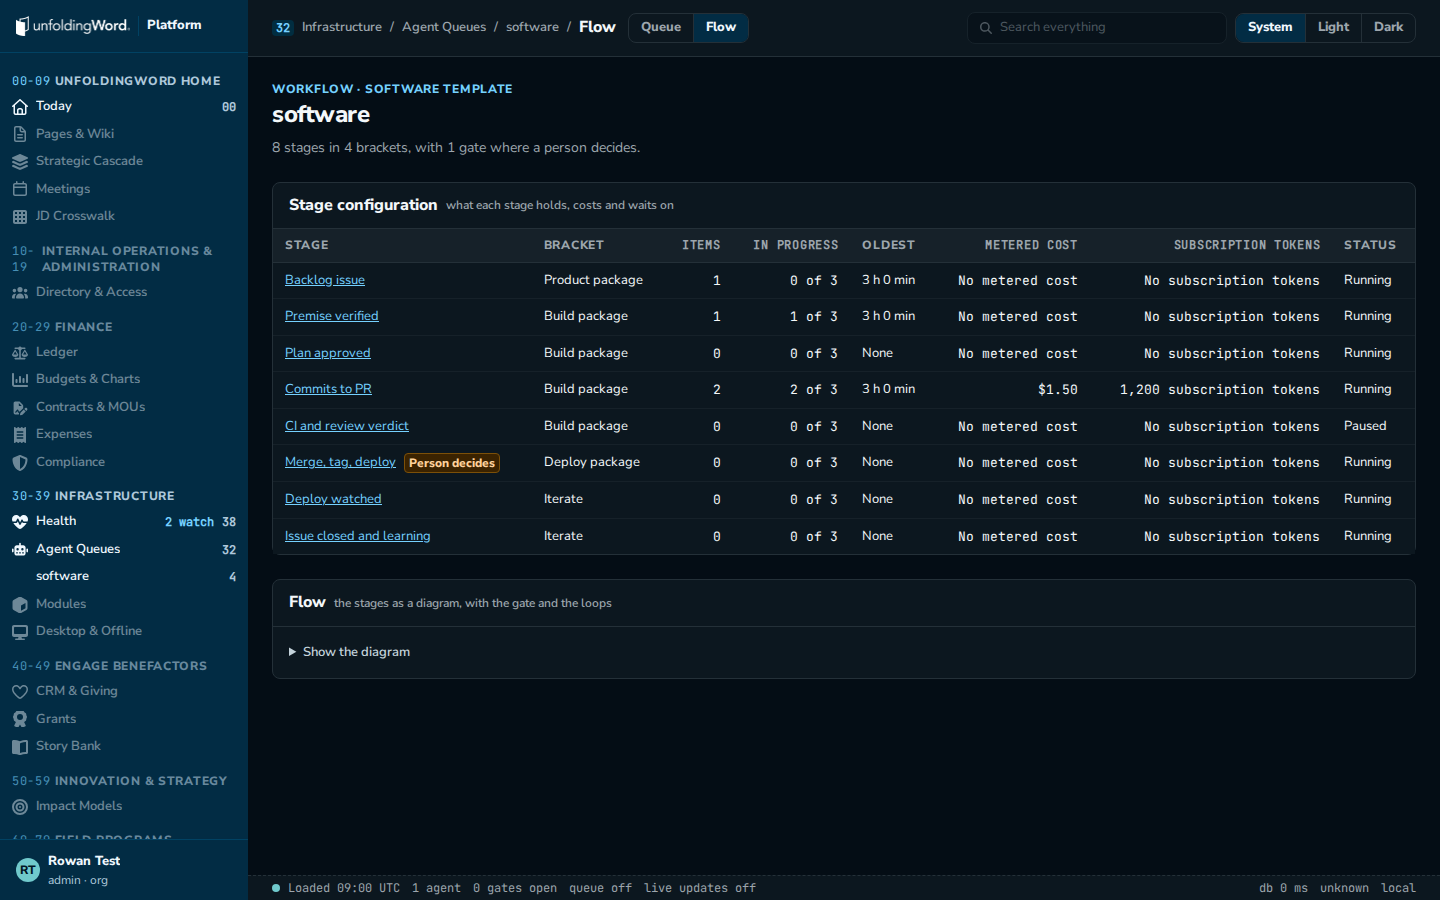 unfoldingWord Platform
00-09 UNFOLDINGWORD HOME
Today 00
Pages & Wiki
Strategic Cascade
Meetings
JD Crosswalk
10-19 INTERNAL OPERATIONS & ADMINISTRATION
Directory & Access
20-29 FINANCE
Ledger
Budgets & Charts
Contracts & MOUs
Expenses
Compliance
30-39 INFRASTRUCTURE
Health 2 watch 38
Agent Queues 32
software 4
Modules
Desktop & Offline
40-49 ENGAGE BENEFACTORS
CRM & Giving
Grants
Story Bank
50-59 INNOVATION & STRATEGY
Impact Models
RT Rowan Test
admin · org
32 Infrastructure / Agent Queues / software / Flow Queue Flow
Search everything System Light Dark
WORKFLOW · SOFTWARE TEMPLATE
software
8 stages in 4 brackets, with 1 gate where a person decides.
Stage configuration what each stage holds, costs and waits on
STAGE BRACKET ITEMS IN PROGRESS OLDEST METERED COST SUBSCRIPTION TOKENS STATUS
Backlog issue Product package 1 0 of 3 3 h 0 min No metered cost No subscription tokens Running
Premise verified Build package 1 1 of 3 3 h 0 min No metered cost No subscription tokens Running
Plan approved Build package 0 0 of 3 None No metered cost No subscription tokens Running
Commits to PR Build package 2 2 of 3 3 h 0 min $1.50 1,200 subscription tokens Running
CI and review verdict Build package 0 0 of 3 None No metered cost No subscription tokens Paused
Merge, tag, deploy Person decides Deploy package 0 0 of 3 None No metered cost No subscription tokens Running
Deploy watched Iterate 0 0 of 3 None No metered cost No subscription tokens Running
Issue closed and learning Iterate 0 0 of 3 None No metered cost No subscription tokens Running
Flow the stages as a diagram, with the gate and the loops
Show the diagram
Loaded 09:00 UTC 1 agent 0 gates open queue off live updates off
db 0 ms unknown local